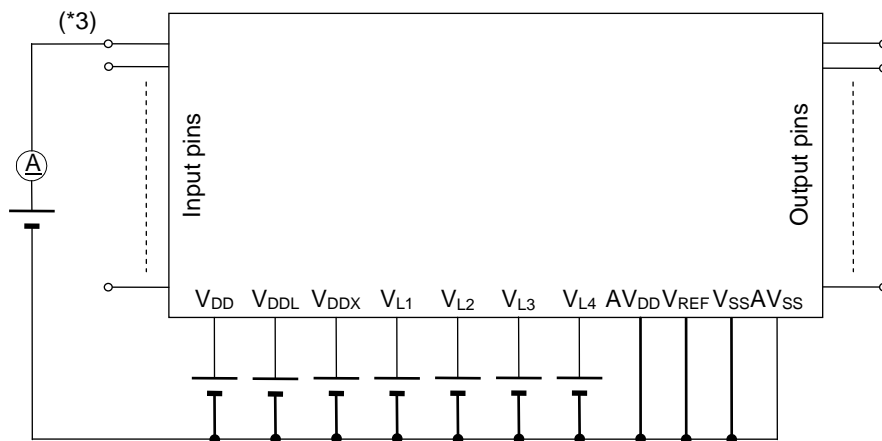 (*3)
A
Input pins
Output pins
VDD VDDL VDDX VL1 VL2 VL3 VL4 AVDD VREF VSS AVSS